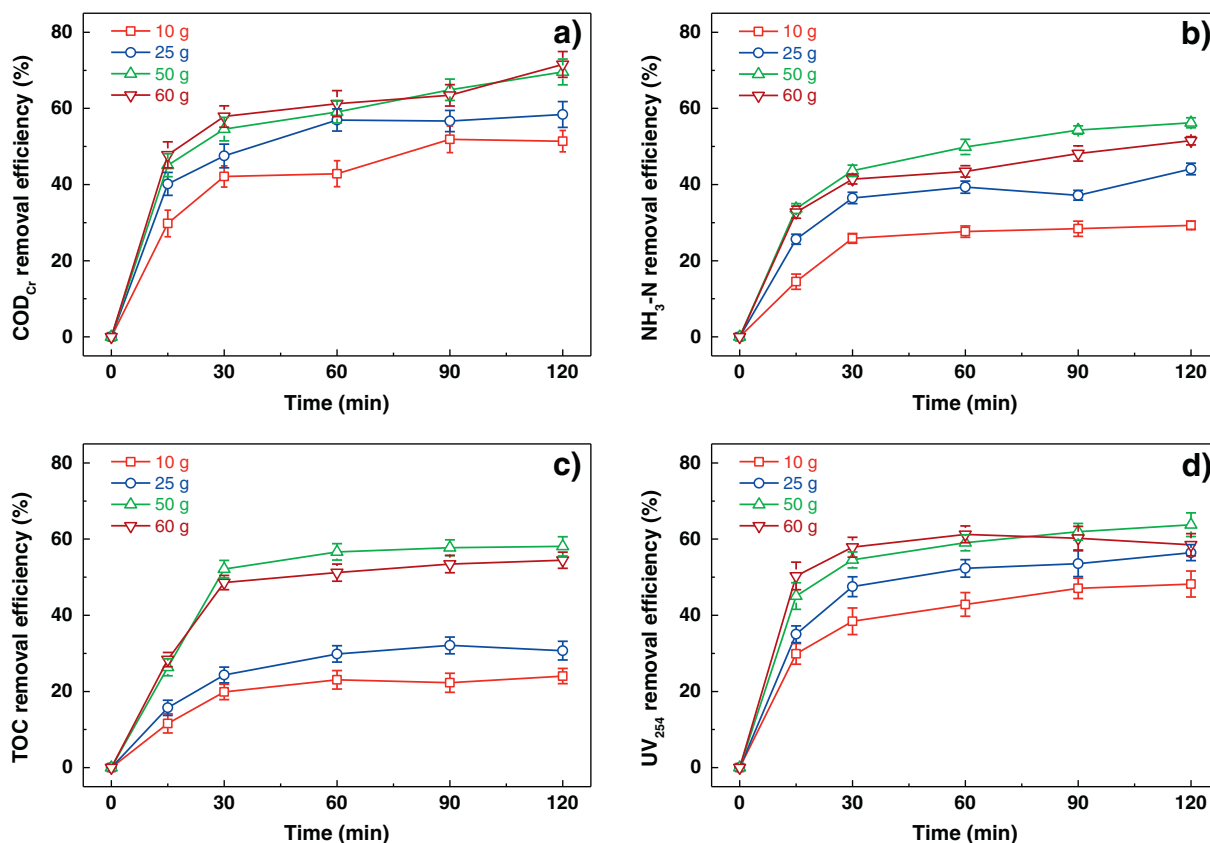 a)
10 g
25 g
50 g
60 g
COD_Cr removal efficiency (%)
80
60
40
20
0
0 30 60 90 120
Time (min)
b)
10 g
25 g
50 g
60 g
NH3-N removal efficiency (%)
80
60
40
20
0
0 30 60 90 120
Time (min)
c)
10 g
25 g
50 g
60 g
TOC removal efficiency (%)
80
60
40
20
0
0 30 60 90 120
Time (min)
d)
10 g
25 g
50 g
60 g
UV254 removal efficiency (%)
80
60
40
20
0
0 30 60 90 120
Time (min)